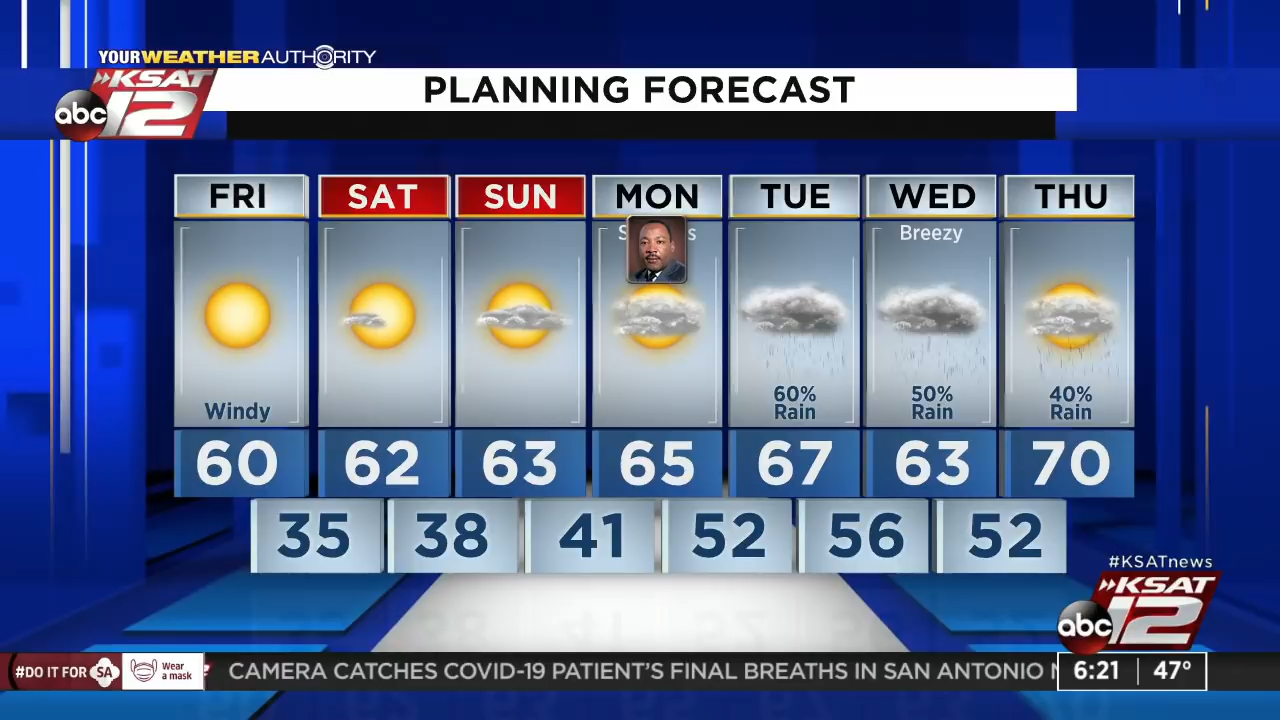 YOURWEATHERAUTHORITY
KSAT
abc 12
PLANNING FORECAST
FRI SAT SUN MON TUE WED THU
Breezy
Windy
60% Rain
50% Rain
40% Rain
60 62 63 65 67 63 70
35 38 41 52 56 52
#KSATnews
KSAT
abc 12
#DO IT FOR SA
Wear
a mask
CAMERA CATCHES COVID-19 PATIENT'S FINAL BREATHS IN SAN ANTONIO
6:21 47°